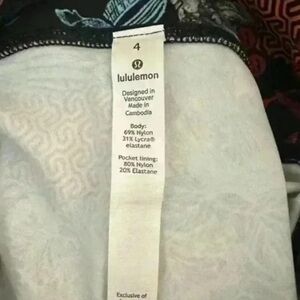 4
lululemon
Designed in
Vancouver
Made in
Cambodia
Body:
69% Nylon
31% Lycra®
elastane
Pocket lining:
80% Nylon
20% Elastane
Exclusive of